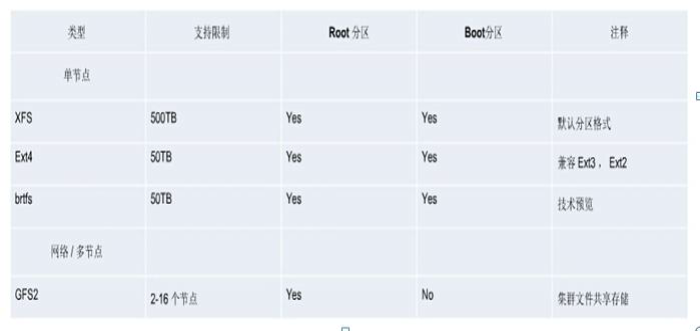 类型 支持限制 Root 分区 Boot分区 注释
单节点
XFS 500TB Yes Yes 默认分区格式
Ext4 50TB Yes Yes 兼容 Ext3 ，Ext2
brtfs 50TB Yes Yes 技术预览
网络 / 多节点
GFS2 2-16 个节点 Yes No 集群文件共享存储